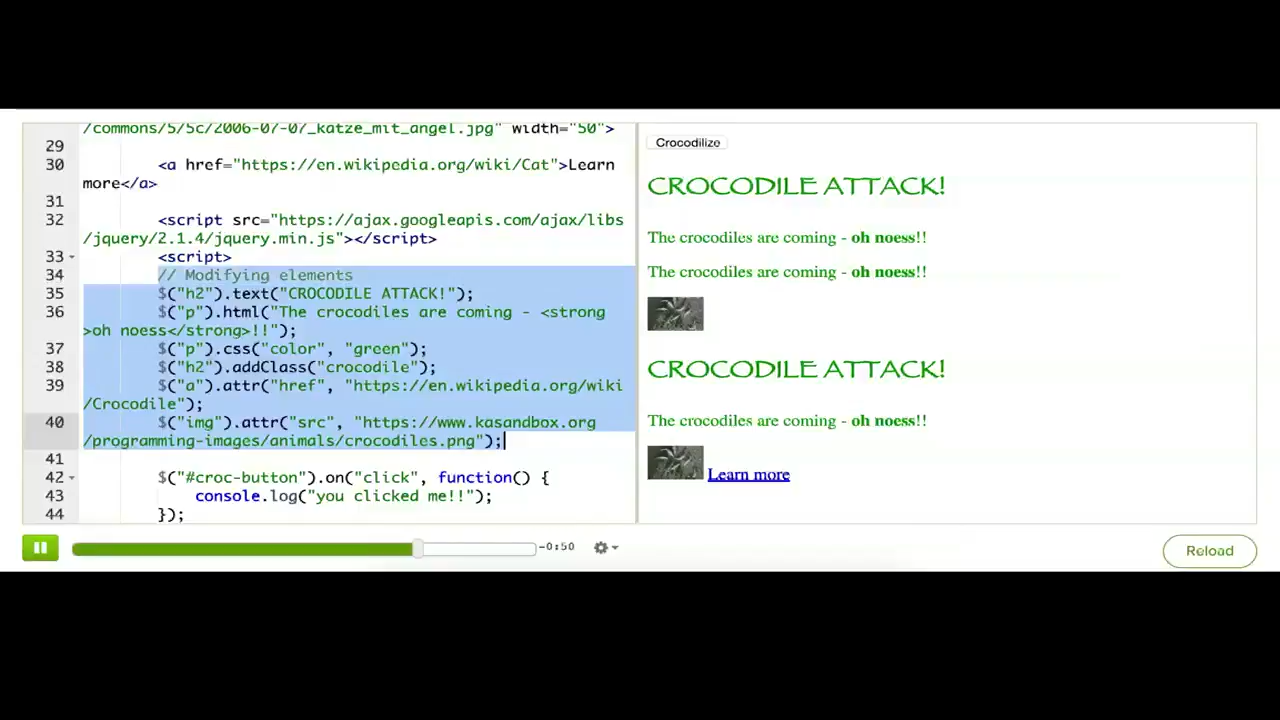 /commons/5/5c/2006-07-07_katze_mit_angel.jpg" width="50">
29
30 <a href="https://en.wikipedia.org/wiki/Cat">Learn
more</a>
31
32 <script src="https://ajax.googleapis.com/ajax/libs
/jquery/2.1.4/jquery.min.js"></script>
33 <script>
34 // Modifying elements
35 $("h2").text("CROCODILE ATTACK!");
36 $("p").html("The crocodiles are coming - <strong
>oh noess</strong>!!");
37 $("p").css("color", "green");
38 $("h2").addClass("crocodile");
39 $("a").attr("href", "https://en.wikipedia.org/wiki
/Crocodile");
40 $("img").attr("src", "https://www.kasandbox.org
/programming-images/animals/crocodiles.png");
41
42 $("#croc-button").on("click", function() {
43 console.log("you clicked me!!");
44 });
Crocodilize
CROCODILE ATTACK!
The crocodiles are coming - oh noess!!
The crocodiles are coming - oh noess!!
CROCODILE ATTACK!
The crocodiles are coming - oh noess!!
Learn more
-0:50
Reload